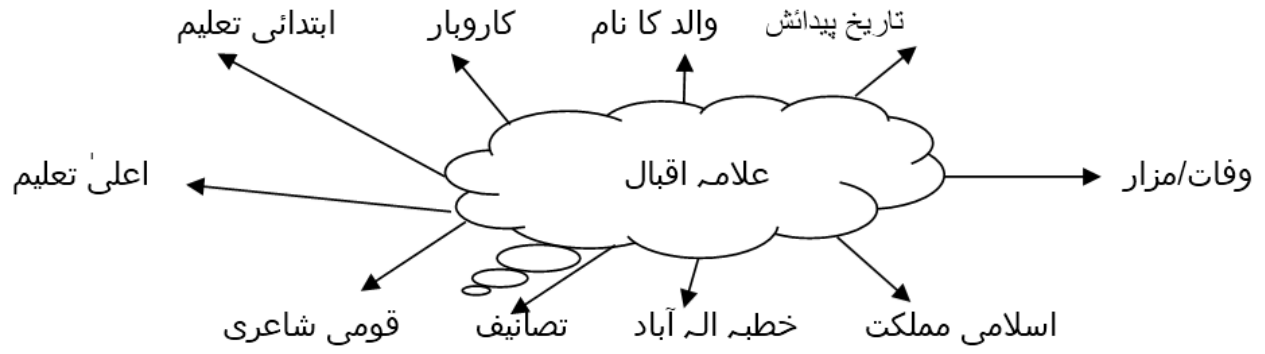 تاریخ پیدائش
والد کا نام
کاروبار
ابتدائی تعلیم
وفات/مزار
علامہ اقبال
اعلیٰ تعلیم
اسلامی مملکت
خطبہ الہ آباد
تصانیف
قومی شاعری